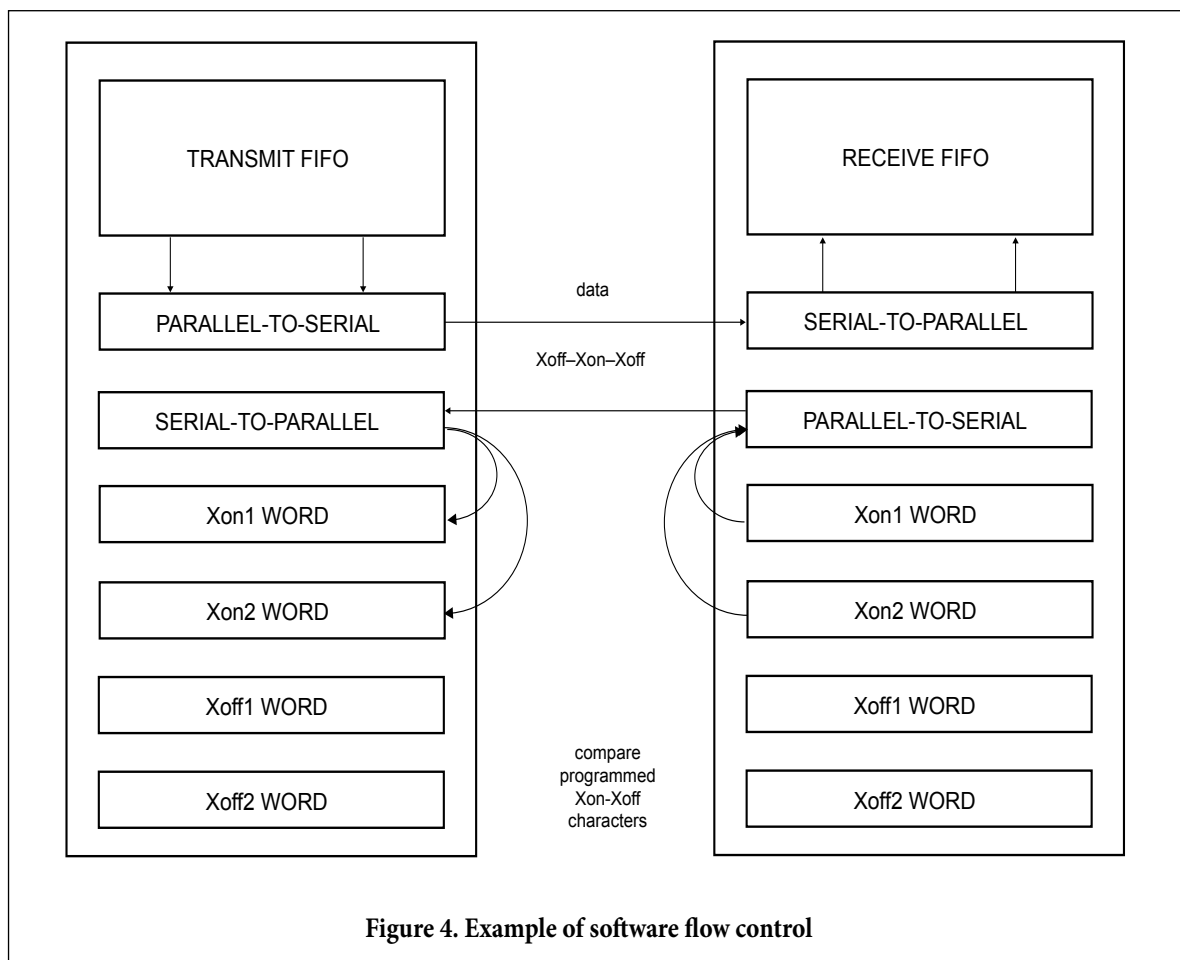 TRANSMIT FIFO
RECEIVE FIFO
data
PARALLEL-TO-SERIAL
SERIAL-TO-PARALLEL
Xoff–Xon–Xoff
SERIAL-TO-PARALLEL
PARALLEL-TO-SERIAL
Xon1 WORD
Xon1 WORD
Xon2 WORD
Xon2 WORD
Xoff1 WORD
Xoff1 WORD
compare
programmed
Xon-Xoff
characters
Xoff2 WORD
Xoff2 WORD
Figure 4. Example of software flow control